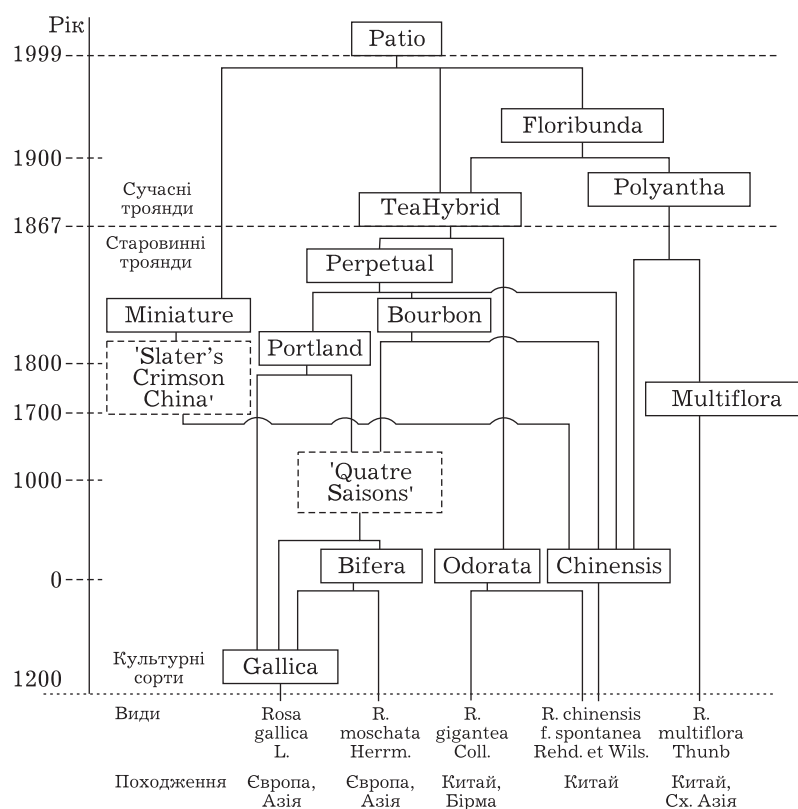 Рік
Patio
1999
Floribunda
1900
Сучасні
троянди
Polyantha
TeaHybrid
1867
Старовинні
троянди
Perpetual
Miniature
Bourbon
Portland
'Slater's
Crimson
China'
1800
Multiflora
1700
'Quatre
Saisons'
1000
Bifera
Odorata
Chinensis
0
Культурні
сорти
Gallica
1200
Види
Rosa
gallica
L.
R.
moschata
Herrm.
R.
gigantea
Coll.
R. chinensis
f. spontanea
Rehd. et Wils.
R.
multiflora
Thunb
Походження
Європа,
Азія
Європа,
Азія
Китай,
Бірма
Китай
Китай,
Сх. Азія